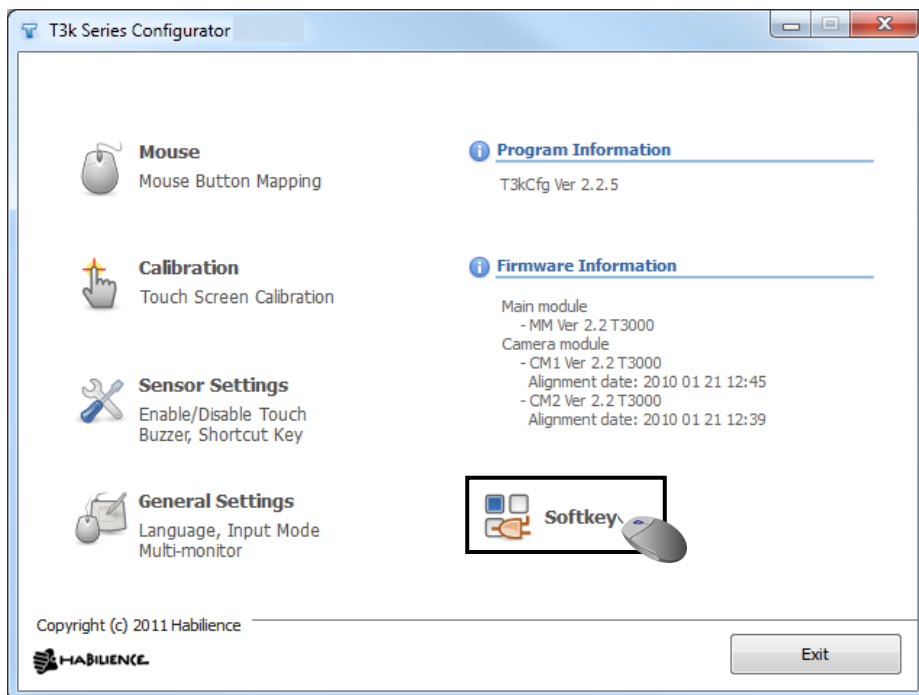 T3k Series Configurator
Mouse
Mouse Button Mapping
Calibration
Touch Screen Calibration
Sensor Settings
Enable/Disable Touch
Buzzer, Shortcut Key
General Settings
Language, Input Mode
Multi-monitor
Program Information
T3kCfg Ver 2.2.5
Firmware Information
Main module
- MM Ver 2.2 T3000
Camera module
- CM1 Ver 2.2 T3000
Alignment date: 2010 01 21 12:45
- CM2 Ver 2.2 T3000
Alignment date: 2010 01 21 12:39
Softkey
Copyright (c) 2011 Habilience
HABILIENCE
Exit